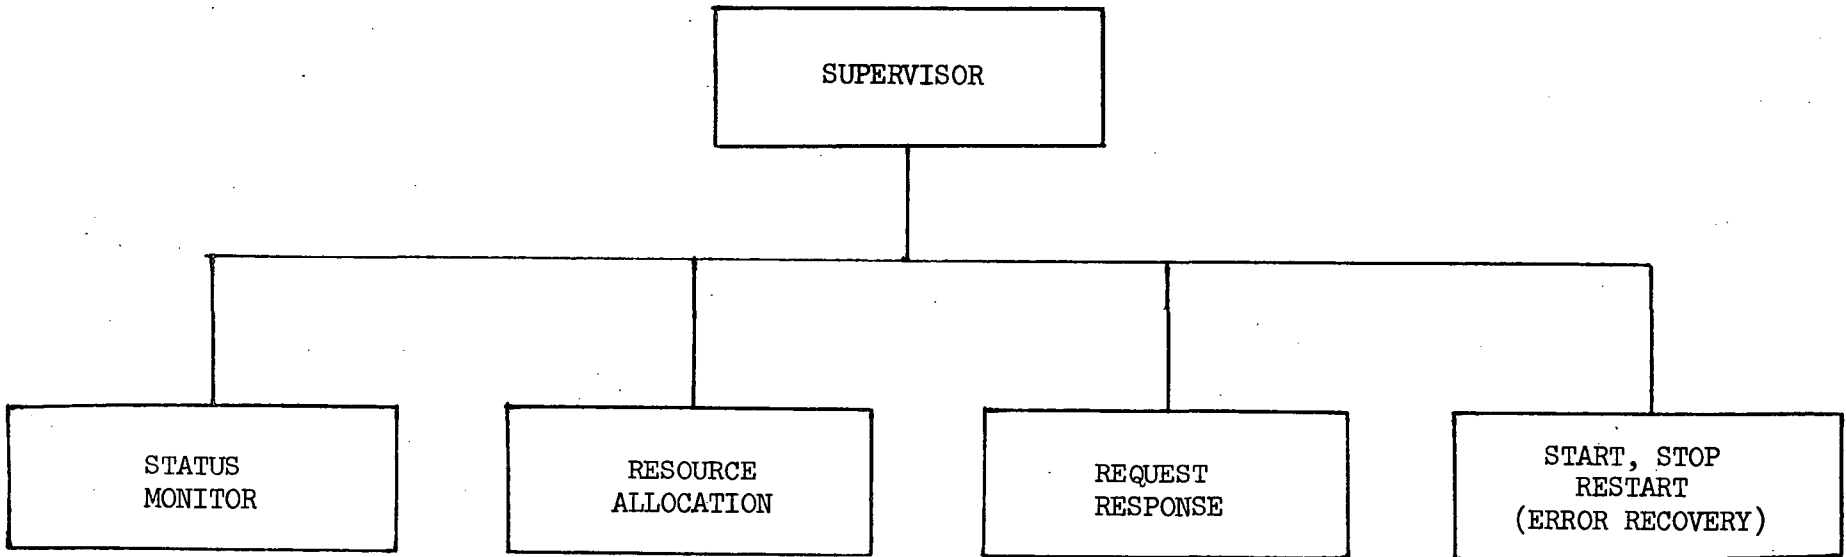 SUPERVISOR
STATUS
MONITOR
RESOURCE
ALLOCATION
REQUEST
RESPONSE
START, STOP
RESTART
(ERROR RECOVERY)